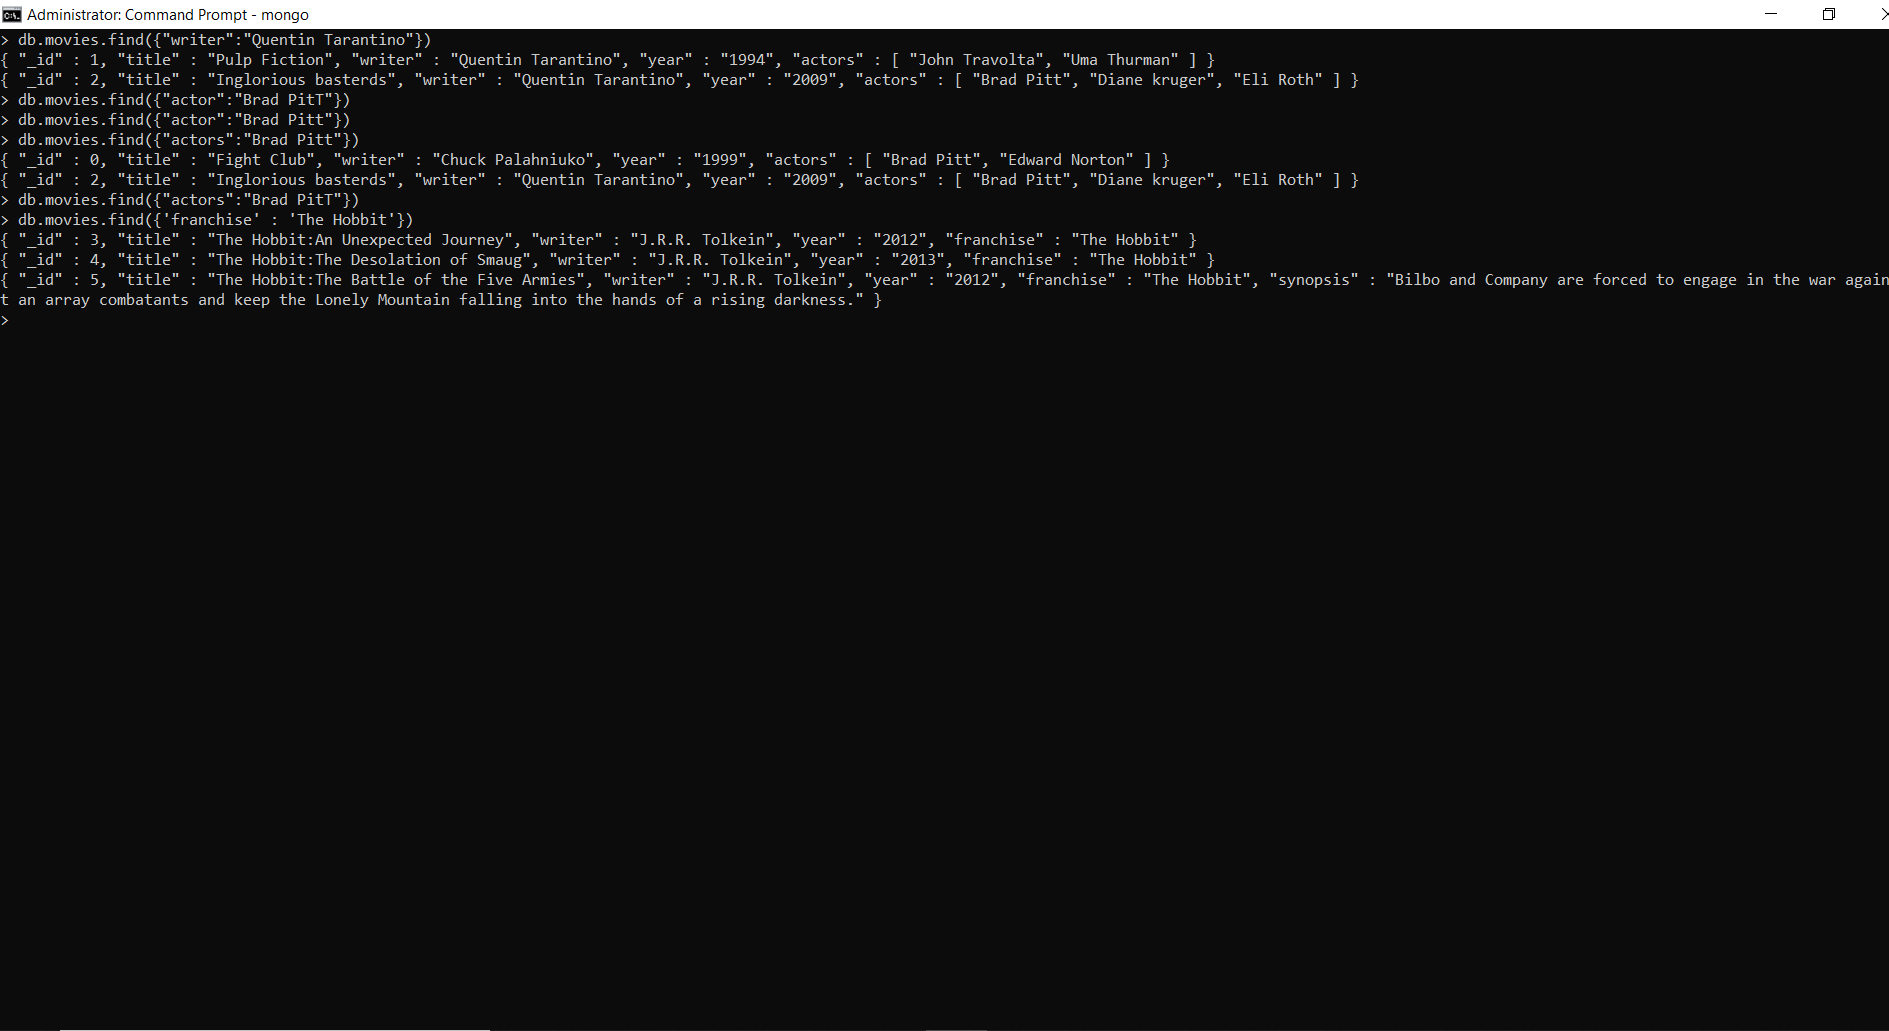 Administrator: Command Prompt - mongo
> db.movies.find({"writer":"Quentin Tarantino"})
{ "_id" : 1, "title" : "Pulp Fiction", "writer" : "Quentin Tarantino", "year" : "1994", "actors" : [ "John Travolta", "Uma Thurman" ] }
{ "_id" : 2, "title" : "Inglorious basterds", "writer" : "Quentin Tarantino", "year" : "2009", "actors" : [ "Brad Pitt", "Diane kruger", "Eli Roth" ] }
> db.movies.find({"actor":"Brad PitT"})
> db.movies.find({"actor":"Brad Pitt"})
> db.movies.find({"actors":"Brad Pitt"})
{ "_id" : 0, "title" : "Fight Club", "writer" : "Chuck Palahniuko", "year" : "1999", "actors" : [ "Brad Pitt", "Edward Norton" ] }
{ "_id" : 2, "title" : "Inglorious basterds", "writer" : "Quentin Tarantino", "year" : "2009", "actors" : [ "Brad Pitt", "Diane kruger", "Eli Roth" ] }
> db.movies.find({"actors":"Brad PitT"})
> db.movies.find({'franchise' : 'The Hobbit'})
{ "_id" : 3, "title" : "The Hobbit:An Unexpected Journey", "writer" : "J.R.R. Tolkein", "year" : "2012", "franchise" : "The Hobbit" }
{ "_id" : 4, "title" : "The Hobbit:The Desolation of Smaug", "writer" : "J.R.R. Tolkein", "year" : "2013", "franchise" : "The Hobbit" }
{ "_id" : 5, "title" : "The Hobbit:The Battle of the Five Armies", "writer" : "J.R.R. Tolkein", "year" : "2012", "franchise" : "The Hobbit", "synopsis" : "Bilbo and Company are forced to engage in the war again
t an array combatants and keep the Lonely Mountain falling into the hands of a rising darkness." }
>